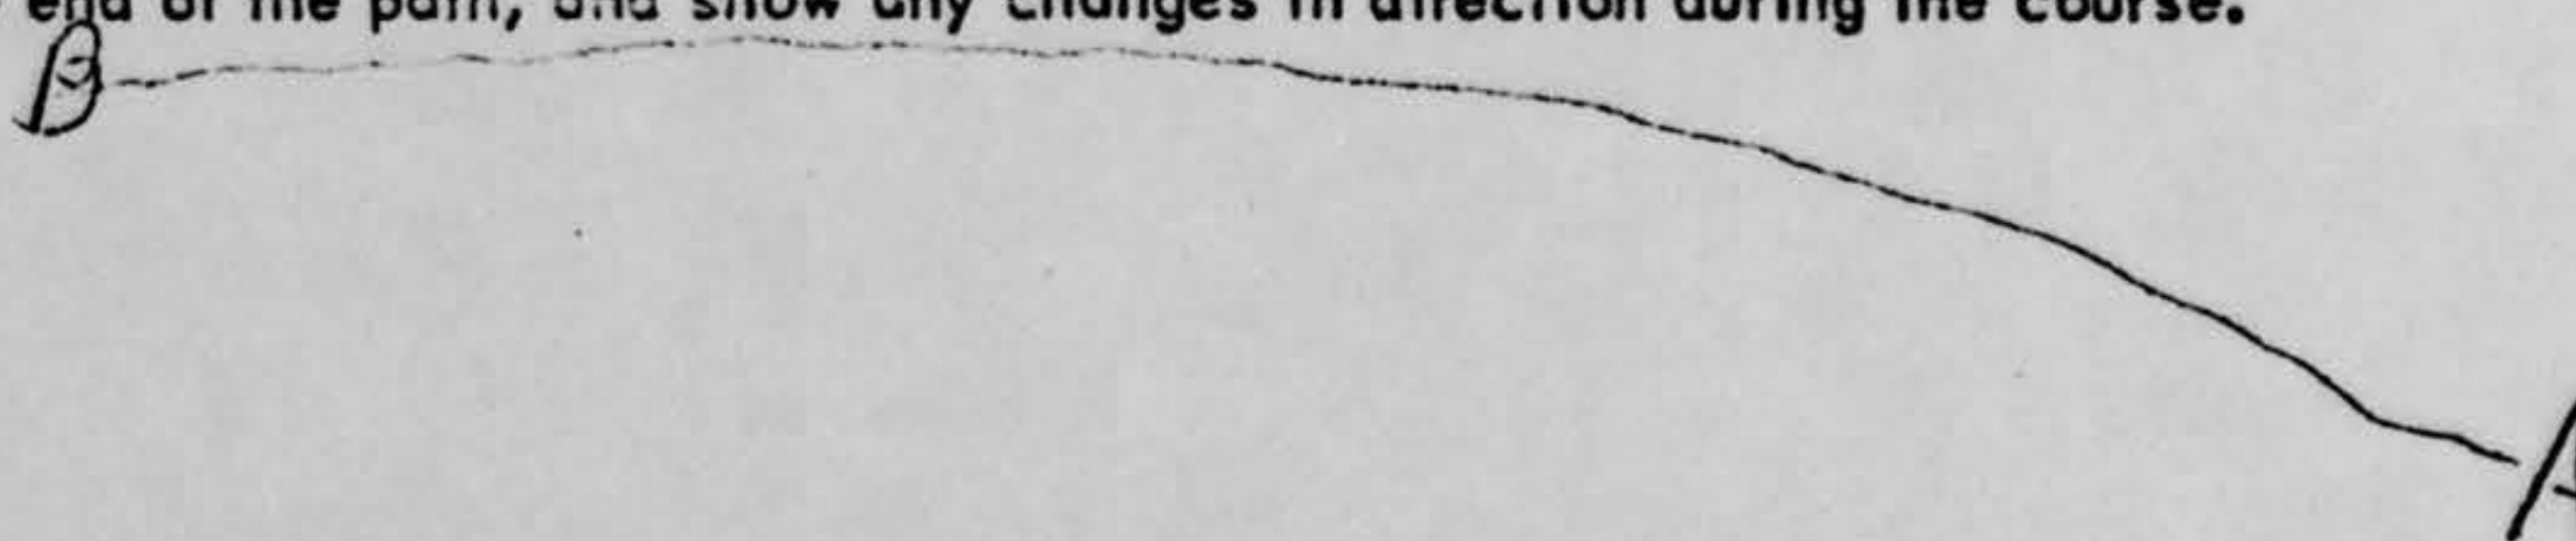 end of the path, and show any changes in direction during the course.
B
A